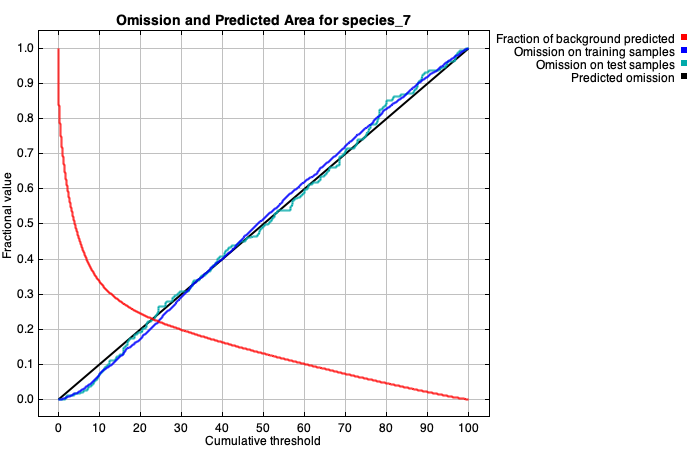 Omission and Predicted Area for species_7
Fraction of background predicted
Omission on training samples
Omission on test samples
Predicted omission
Fractional value
1.0
0.9
0.8
0.7
0.6
0.5
0.4
0.3
0.2
0.1
0.0
0 10 20 30 40 50 60 70 80 90 100
Cumulative threshold